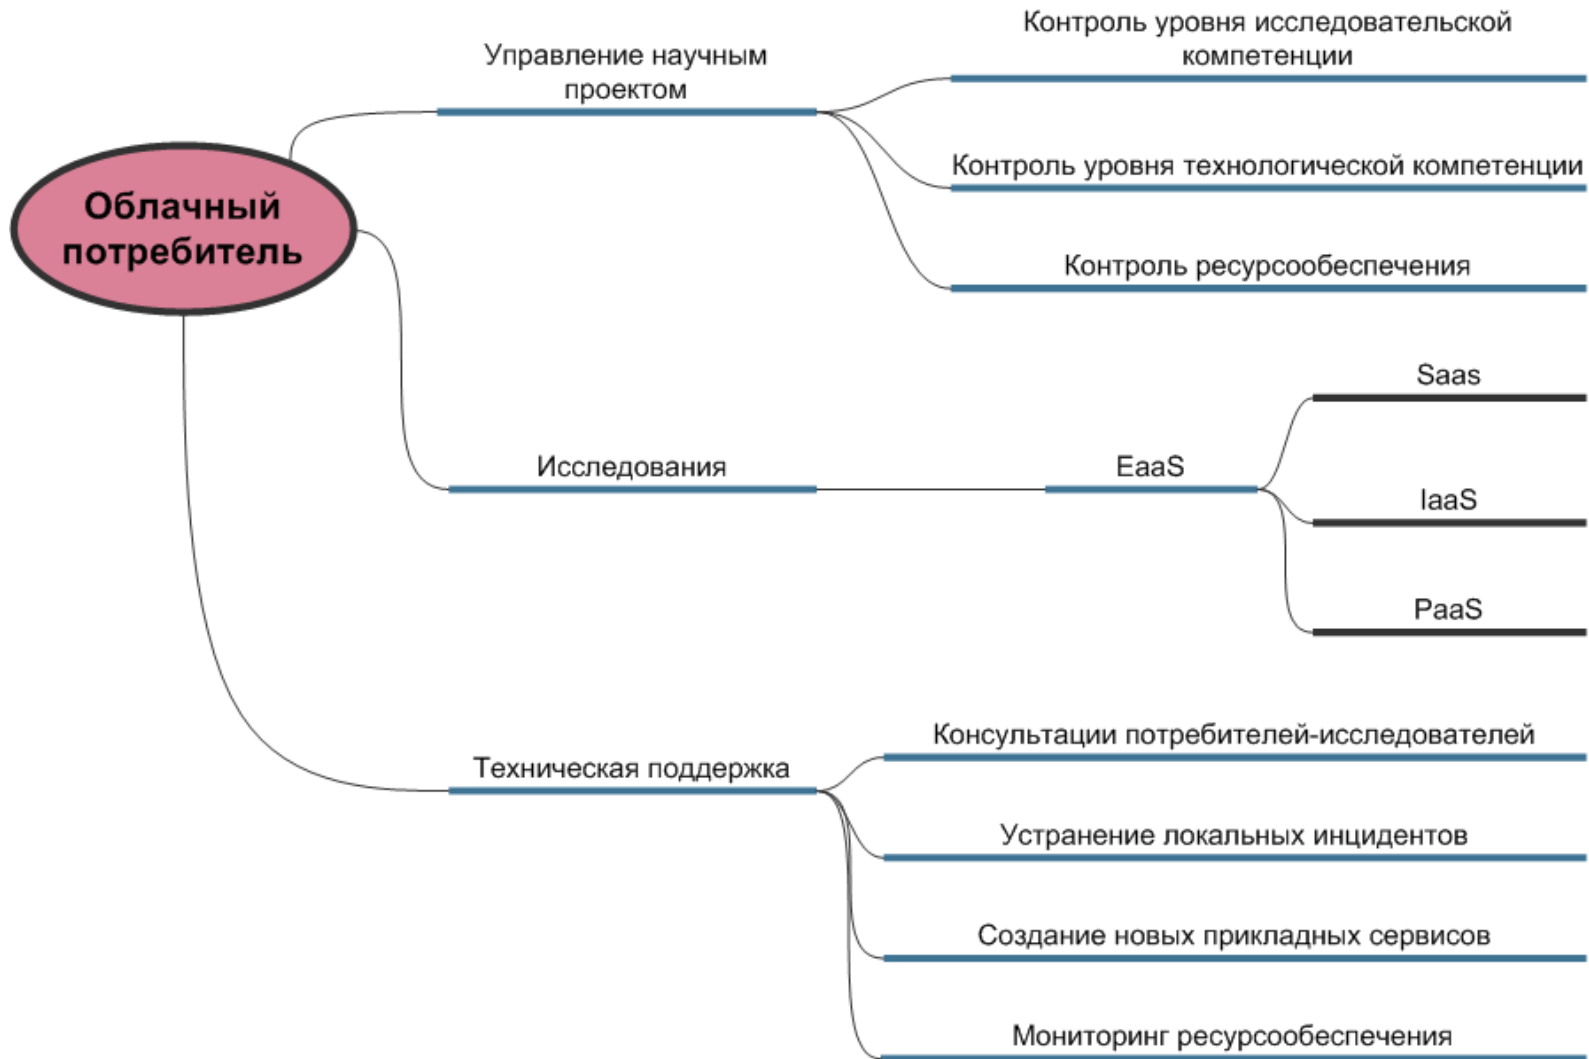 Облачный
потребитель
Управление научным
проектом
Контроль уровня исследовательской
компетенции
Контроль уровня технологической компетенции
Контроль ресурсообеспечения
Исследования
EaaS
Saas
IaaS
PaaS
Техническая поддержка
Консультации потребителей-исследователей
Устранение локальных инцидентов
Создание новых прикладных сервисов
Мониторинг ресурсообеспечения